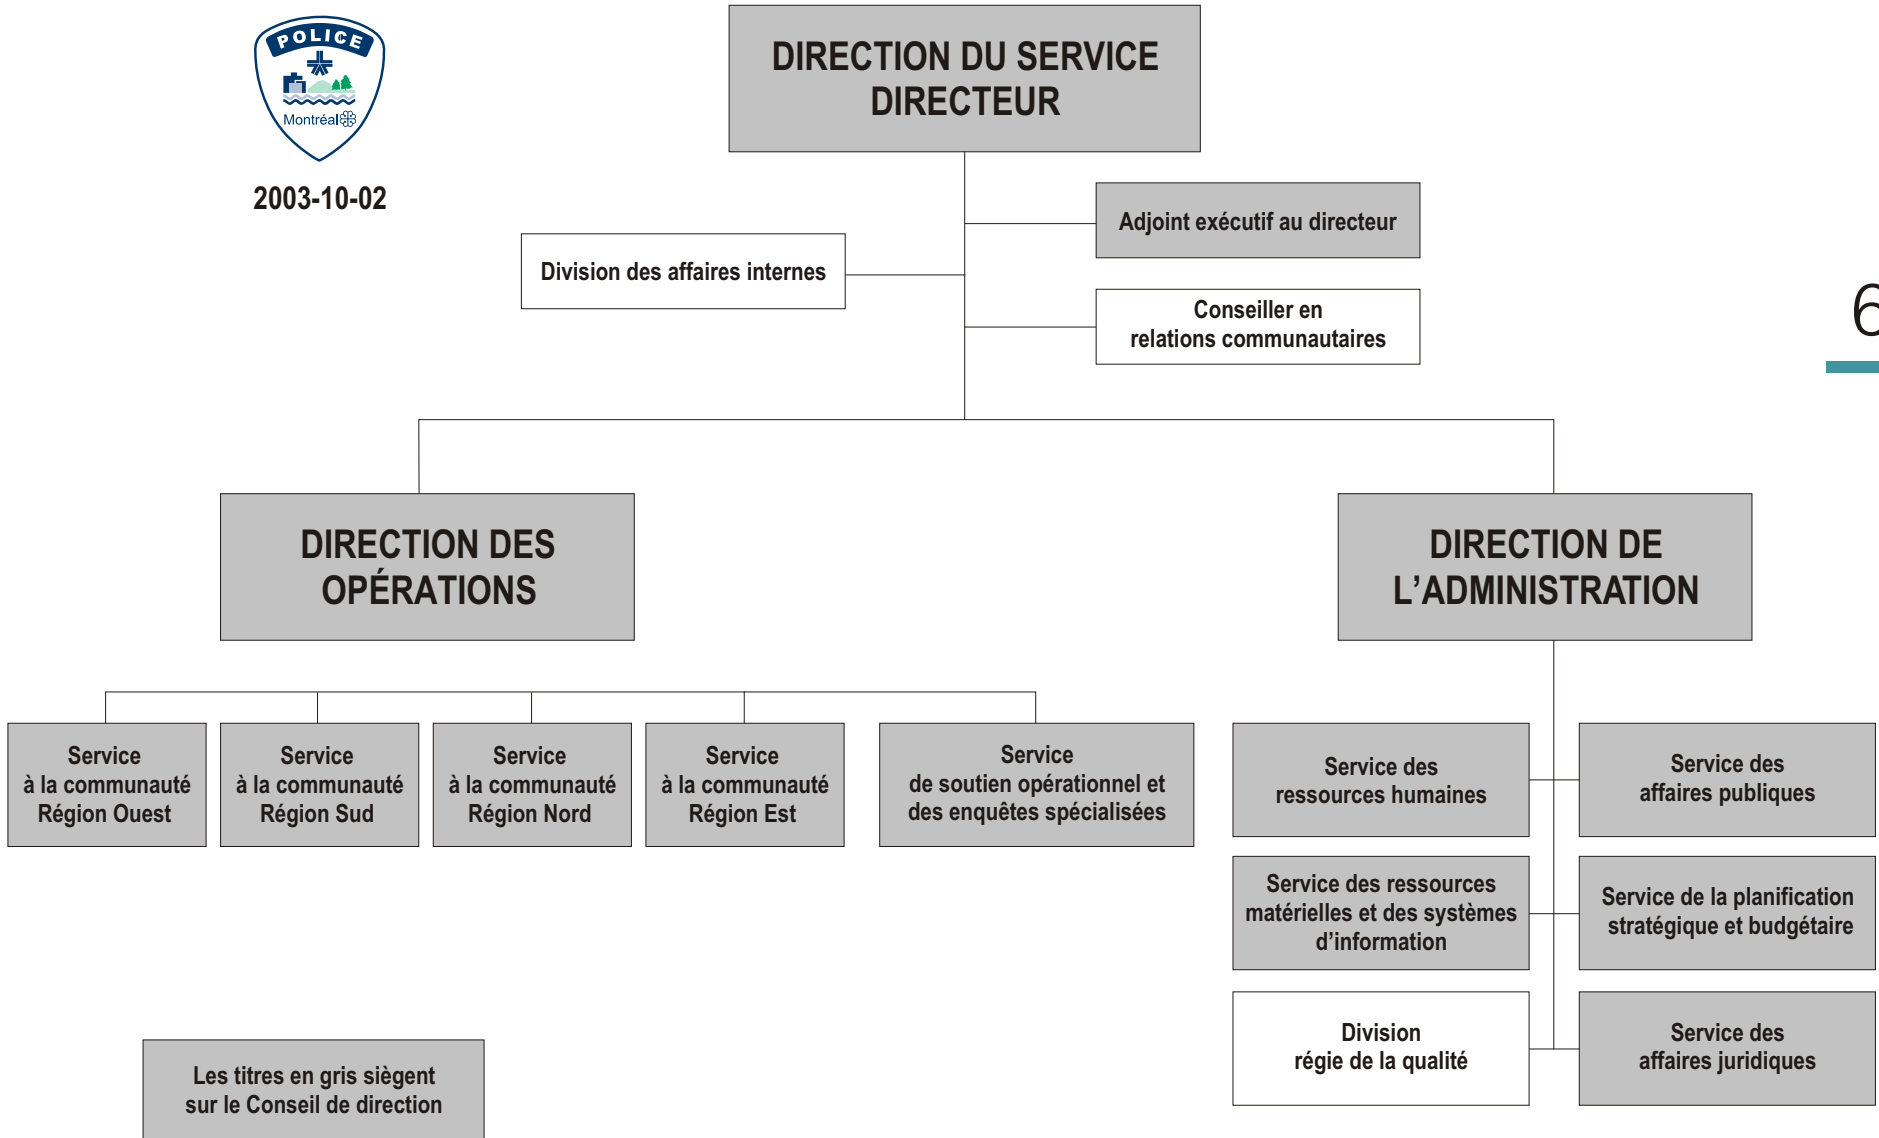 POLICE
Montréal
2003-10-02
DIRECTION DU SERVICE
DIRECTEUR
Adjoint exécutif au directeur
Division des affaires internes
Conseiller en
relations communautaires
6
DIRECTION DES
OPÉRATIONS
DIRECTION DE
L’ADMINISTRATION
Service
à la communauté
Région Ouest
Service
à la communauté
Région Sud
Service
à la communauté
Région Nord
Service
à la communauté
Région Est
Service
de soutien opérationnel et
des enquêtes spécialisées
Service des
ressources humaines
Service des
affaires publiques
Service des ressources
matérielles et des systèmes
d’information
Service de la planification
stratégique et budgétaire
Division
régie de la qualité
Service des
affaires juridiques
Les titres en gris siègent
sur le Conseil de direction